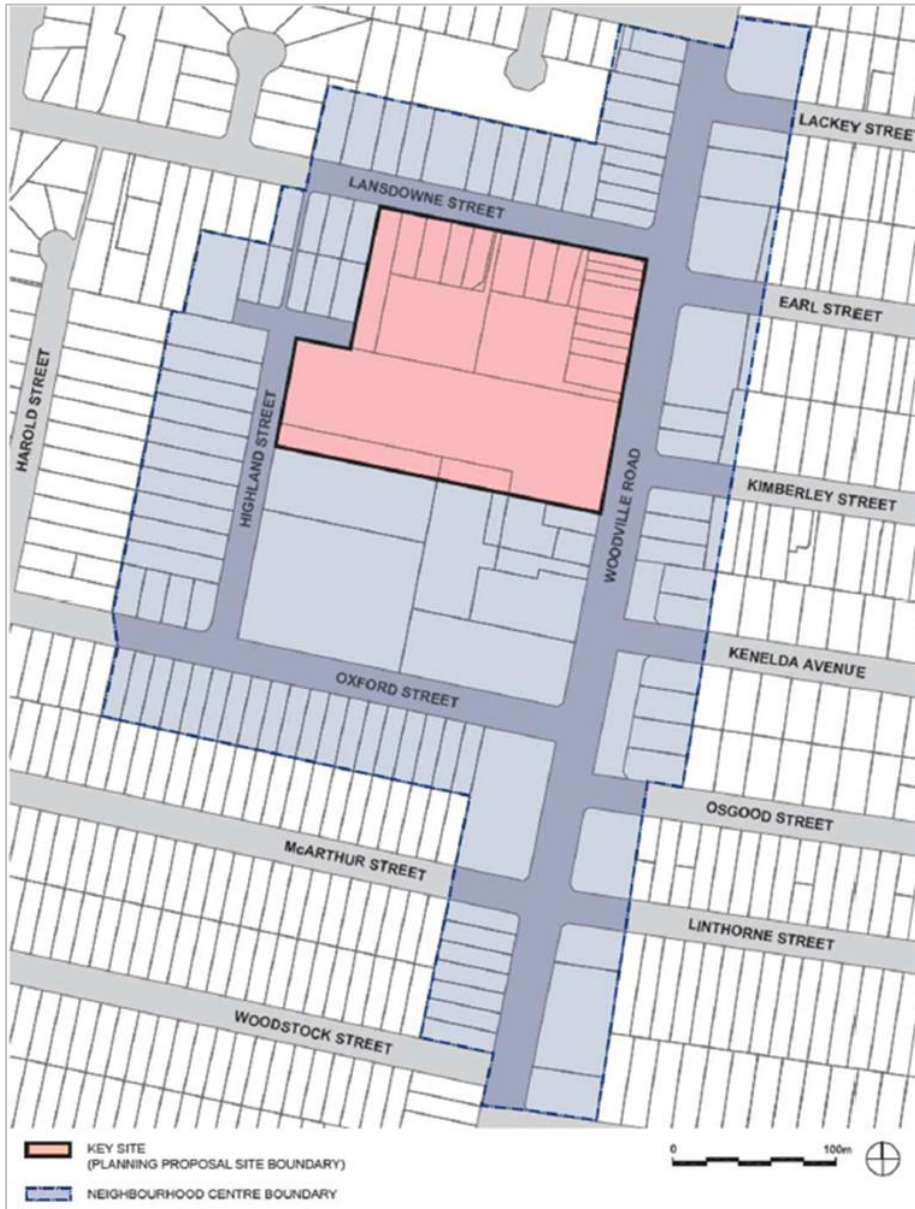 LACKEY STREET
LANSDOWNE STREET
EARL STREET
HAROLD STREET
HIGHLAND STREET
KIMBERLEY STREET
WOODVILLE ROAD
KENELDA AVENUE
OXFORD STREET
OSGOOD STREET
McARTHUR STREET
LINTHORNE STREET
WOODSTOCK STREET
KEY SITE
(PLANNING PROPOSAL SITE BOUNDARY)
0 100m
NEIGHBOURHOOD CENTRE BOUNDARY